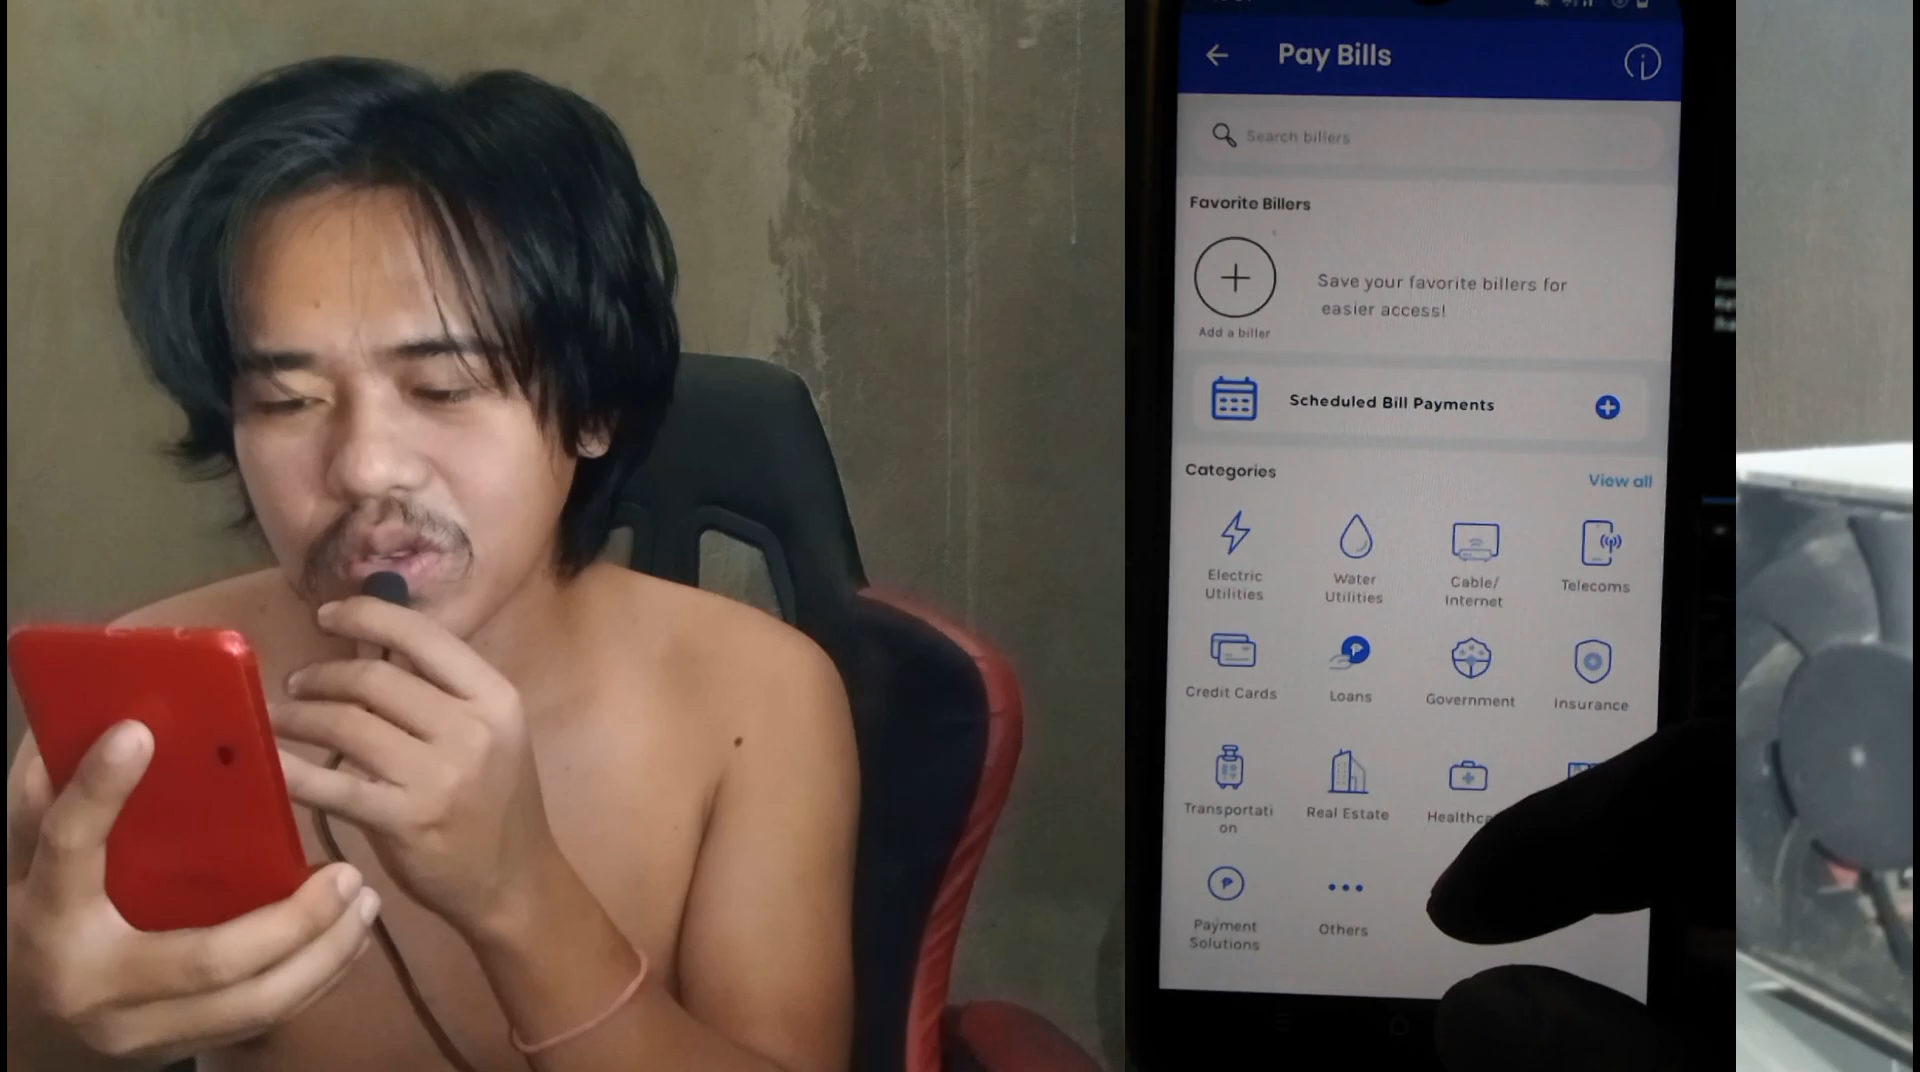 Pay Bills
Search billers
Favorite Billers
Add a biller
Save your favorite billers for
easier access!
Scheduled Bill Payments
Categories
View all
Electric
Utilities
Water
Utilities
Cable/
Internet
Telecoms
Credit Cards
Loans
Government
Insurance
Transportati
on
Real Estate
Payment
Solutions
Others